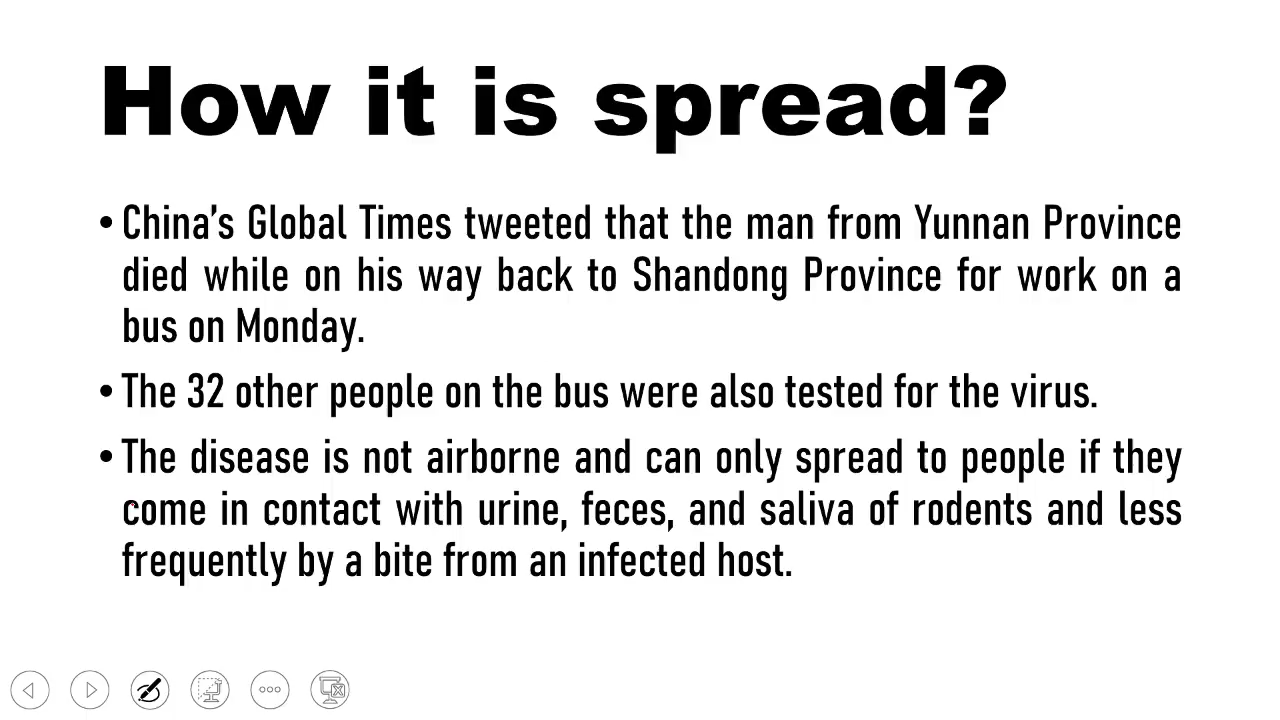 How it is spread?
• China's Global Times tweeted that the man from Yunnan Province
died while on his way back to Shandong Province for work on a
bus on Monday.
• The 32 other people on the bus were also tested for the virus.
• The disease is not airborne and can only spread to people if they
come in contact with urine, feces, and saliva of rodents and less
frequently by a bite from an infected host.